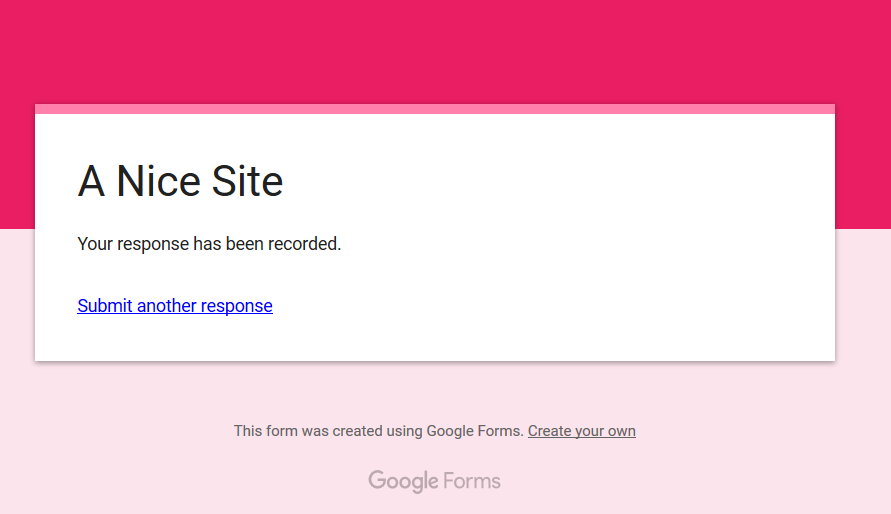 A Nice Site
Your response has been recorded.
Submit another response
This form was created using Google Forms. Create your own
Google Forms